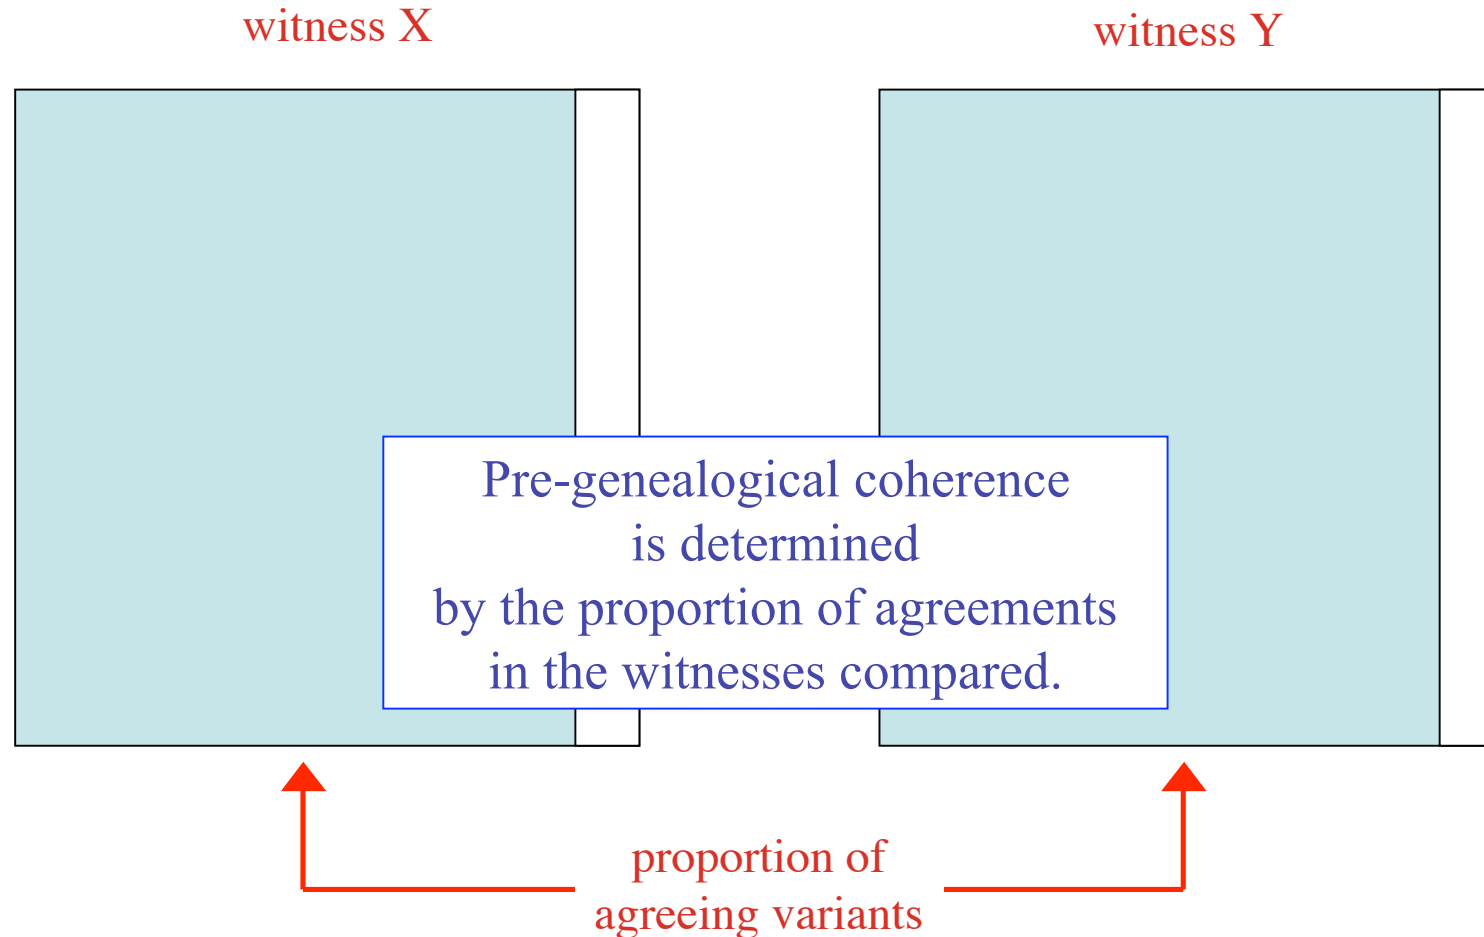 witness X
witness Y
Pre-genealogical coherence
is determined
by the proportion of agreements
in the witnesses compared.
proportion of
agreeing variants